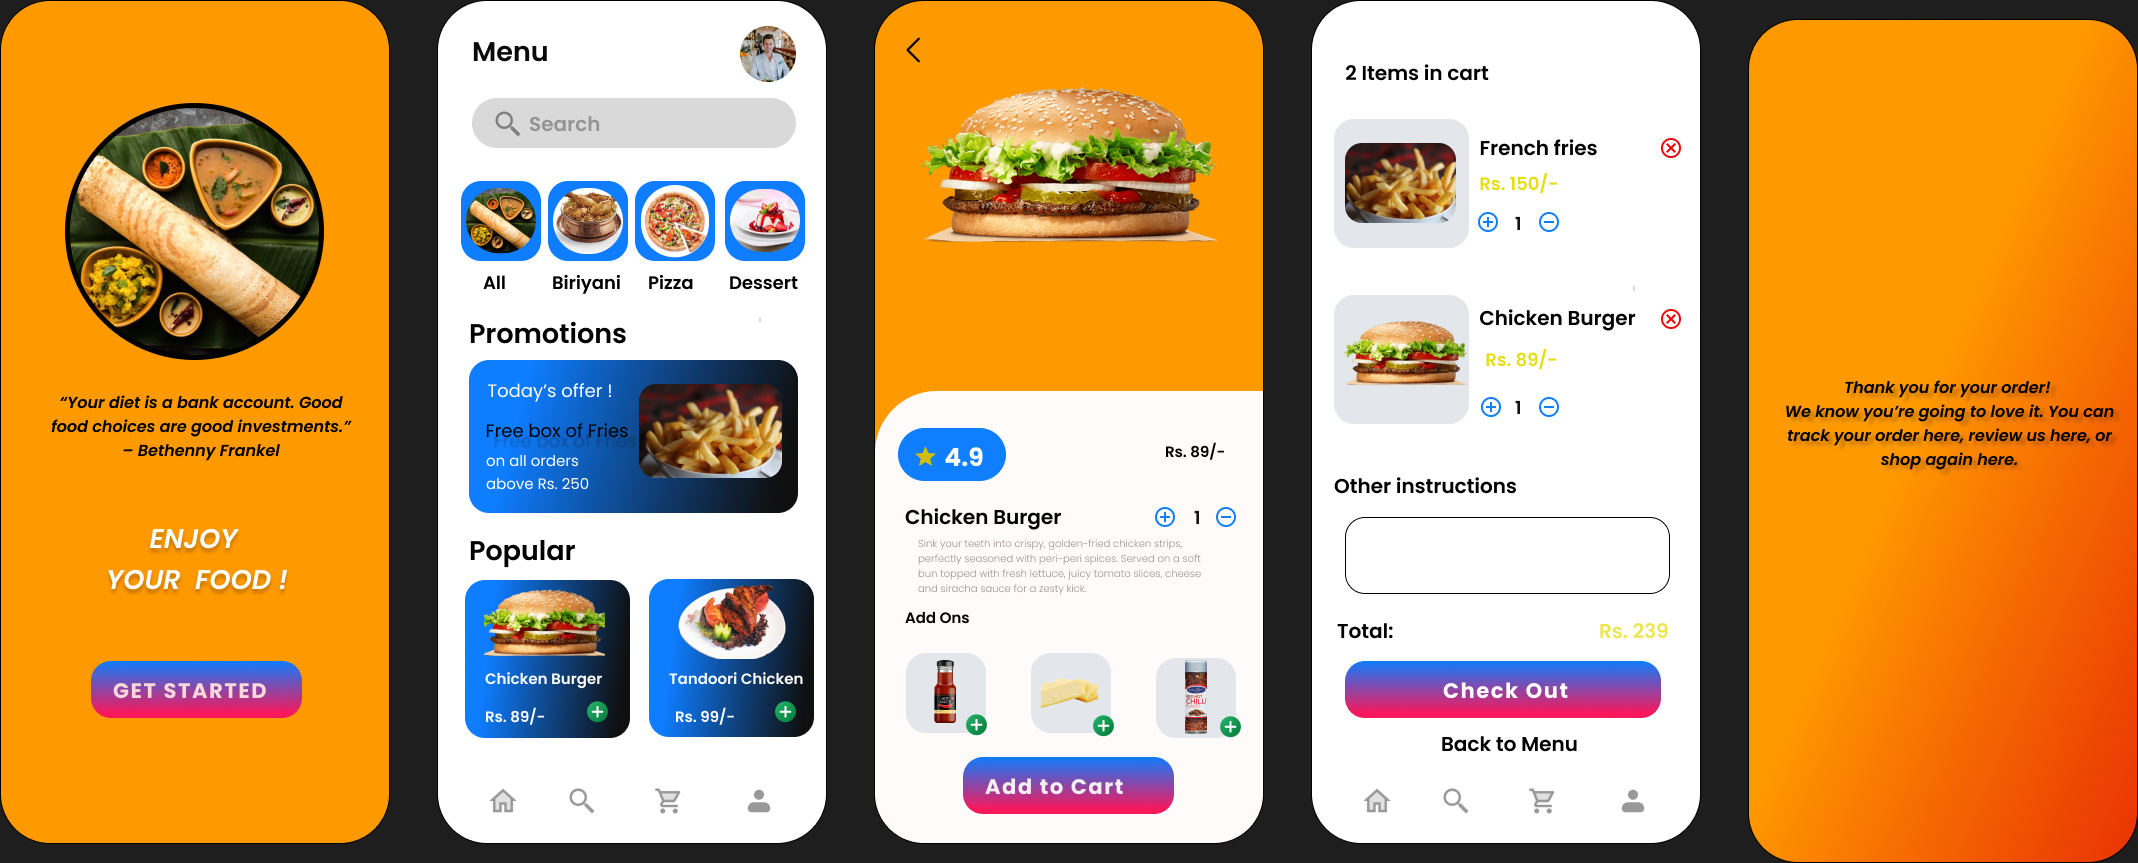 “Your diet is a bank account. Good
food choices are good investments.”
– Bethenny Frankel
ENJOY
YOUR FOOD !
GET STARTED
Menu
Search
All
Biriyani
Pizza
Dessert
Promotions
Today’s offer !
Free box of Fries
Free box of Fries
on all orders
above Rs. 250
Popular
Chicken Burger
Rs. 89/-
Tandoori Chicken
Rs. 99/-
4.9
Rs. 89/-
Chicken Burger
1
Sink your teeth into crispy, golden-fried chicken strips,
perfectly seasoned with peri-peri spices. Served on a soft
bun topped with fresh lettuce, juicy tomato slices, cheese
and siracha sauce for a zesty kick.
Add Ons
CHILLI
Add to Cart
2 Items in cart
French fries
Rs. 150/-
1
Chicken Burger
Rs. 89/-
1
Other instructions
Total:
Rs. 239
Check Out
Back to Menu
Thank you for your order!
We know you’re going to love it. You can
track your order here, review us here, or
shop again here.